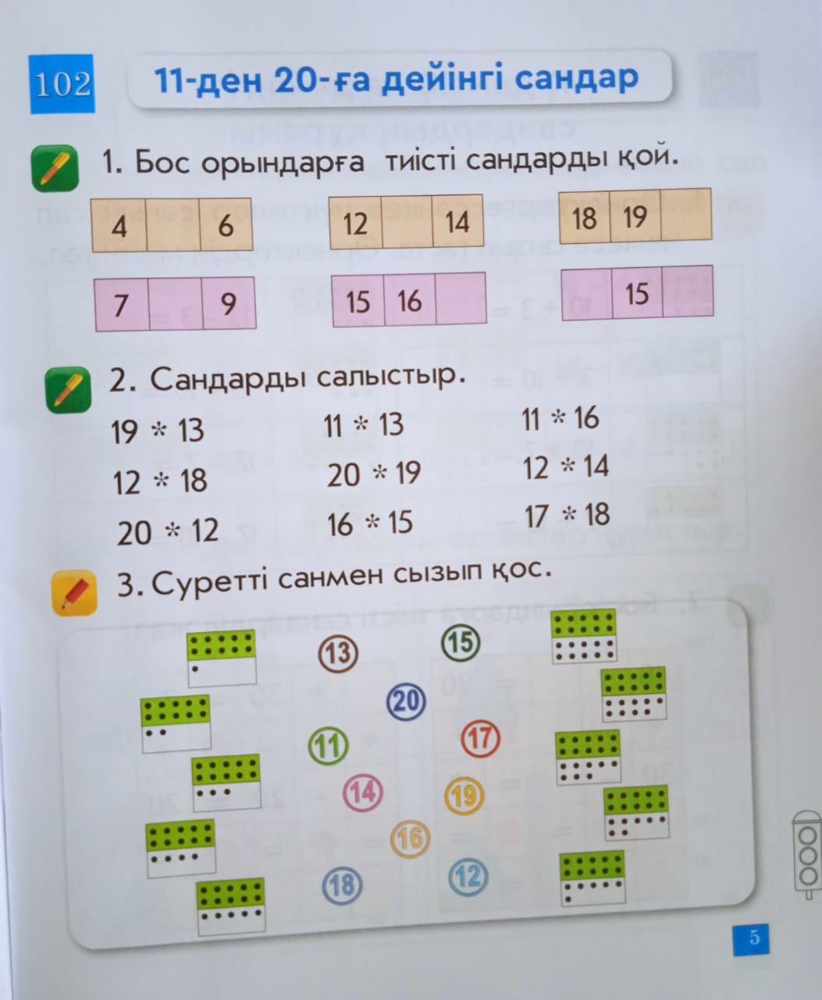 102
11-ден 20-ға дейінгі сандар
1. Бос орындарға тиісті сандарды қой.
4 6 12 14 18 19
7 9 15 16 15
2. Сандарды салыстыр.
19 * 13 11 * 13 11 * 16
12 * 18 20 * 19 12 * 14
20 * 12 16 * 15 17 * 18
3. Суретті санмен сызып қос.
13 15
20
11 17
14 19
16
18 12
5